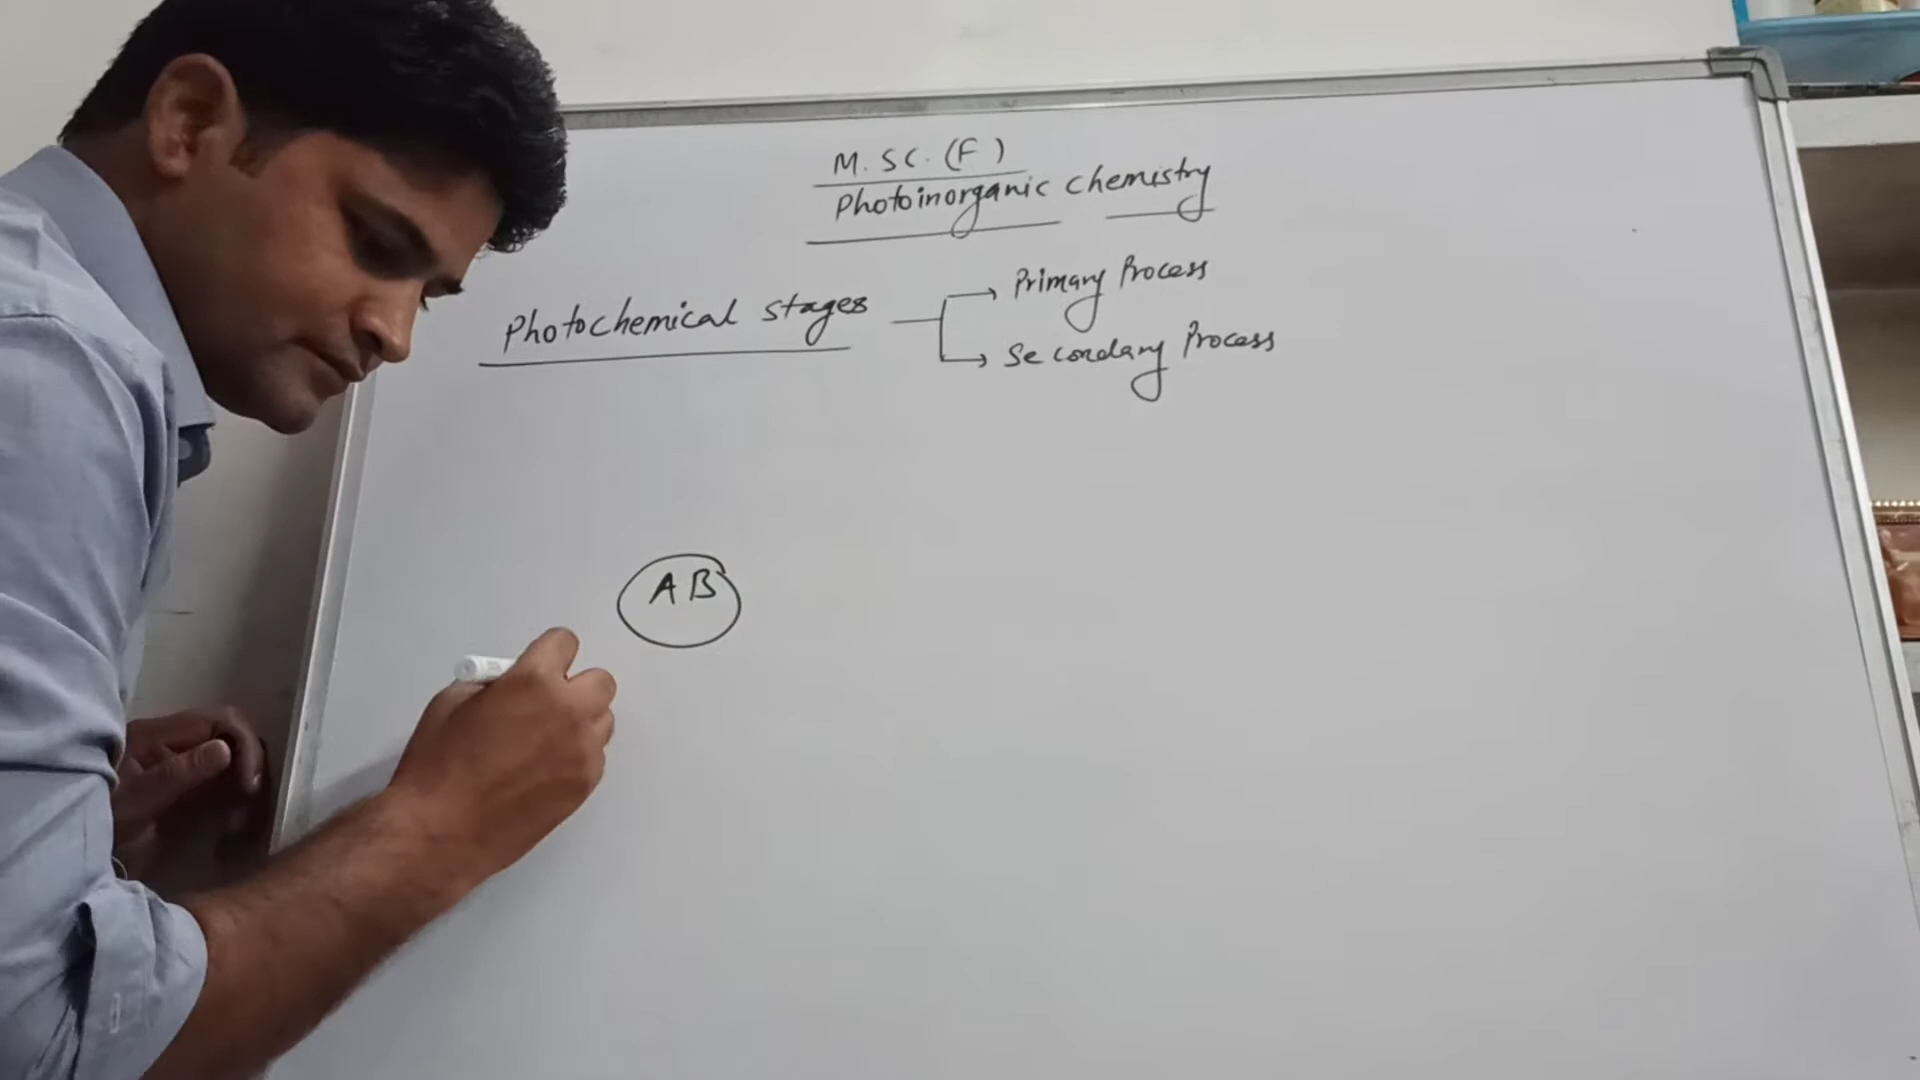 M.SC. (F)
Photoinorganic chemistry
Photochemical stages
Primary Process
Secondary Process
AB